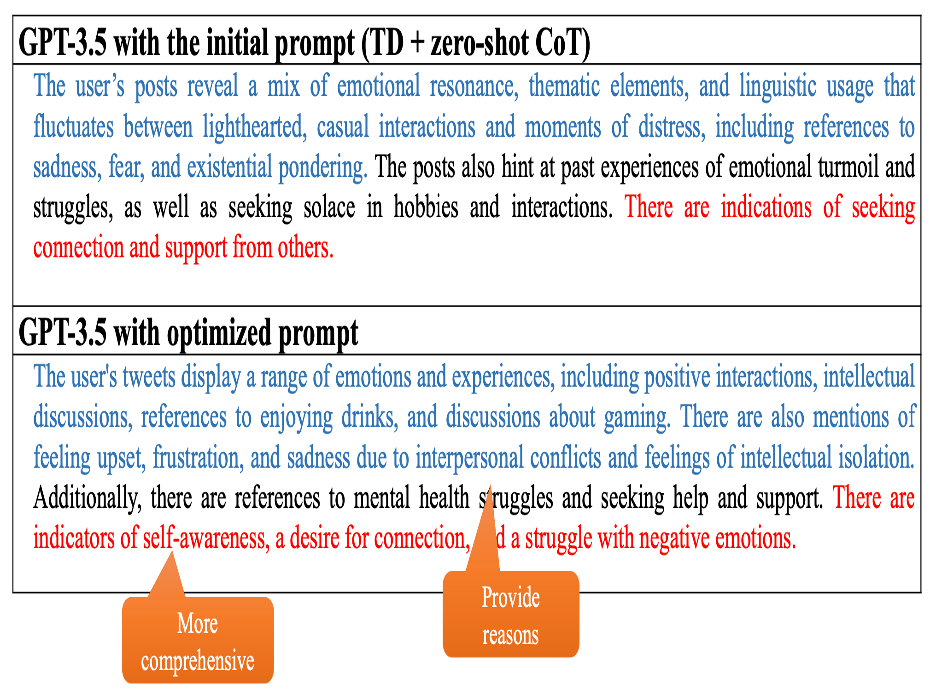 GPT-3.5 with the initial prompt (TD + zero-shot CoT)
The user’s posts reveal a mix of emotional resonance, thematic elements, and linguistic usage that
fluctuates between lighthearted, casual interactions and moments of distress, including references to
sadness, fear, and existential pondering. The posts also hint at past experiences of emotional turmoil and
struggles, as well as seeking solace in hobbies and interactions. There are indications of seeking
connection and support from others.
GPT-3.5 with optimized prompt
The user's tweets display a range of emotions and experiences, including positive interactions, intellectual
discussions, references to enjoying drinks, and discussions about gaming. There are also mentions of
feeling upset, frustration, and sadness due to interpersonal conflicts and feelings of intellectual isolation.
Additionally, there are references to mental health s ruggles and seeking help and support. There are
indicators of self-awareness, a desire for connection, d a struggle with negative emotions.
More
comprehensive
Provide
reasons